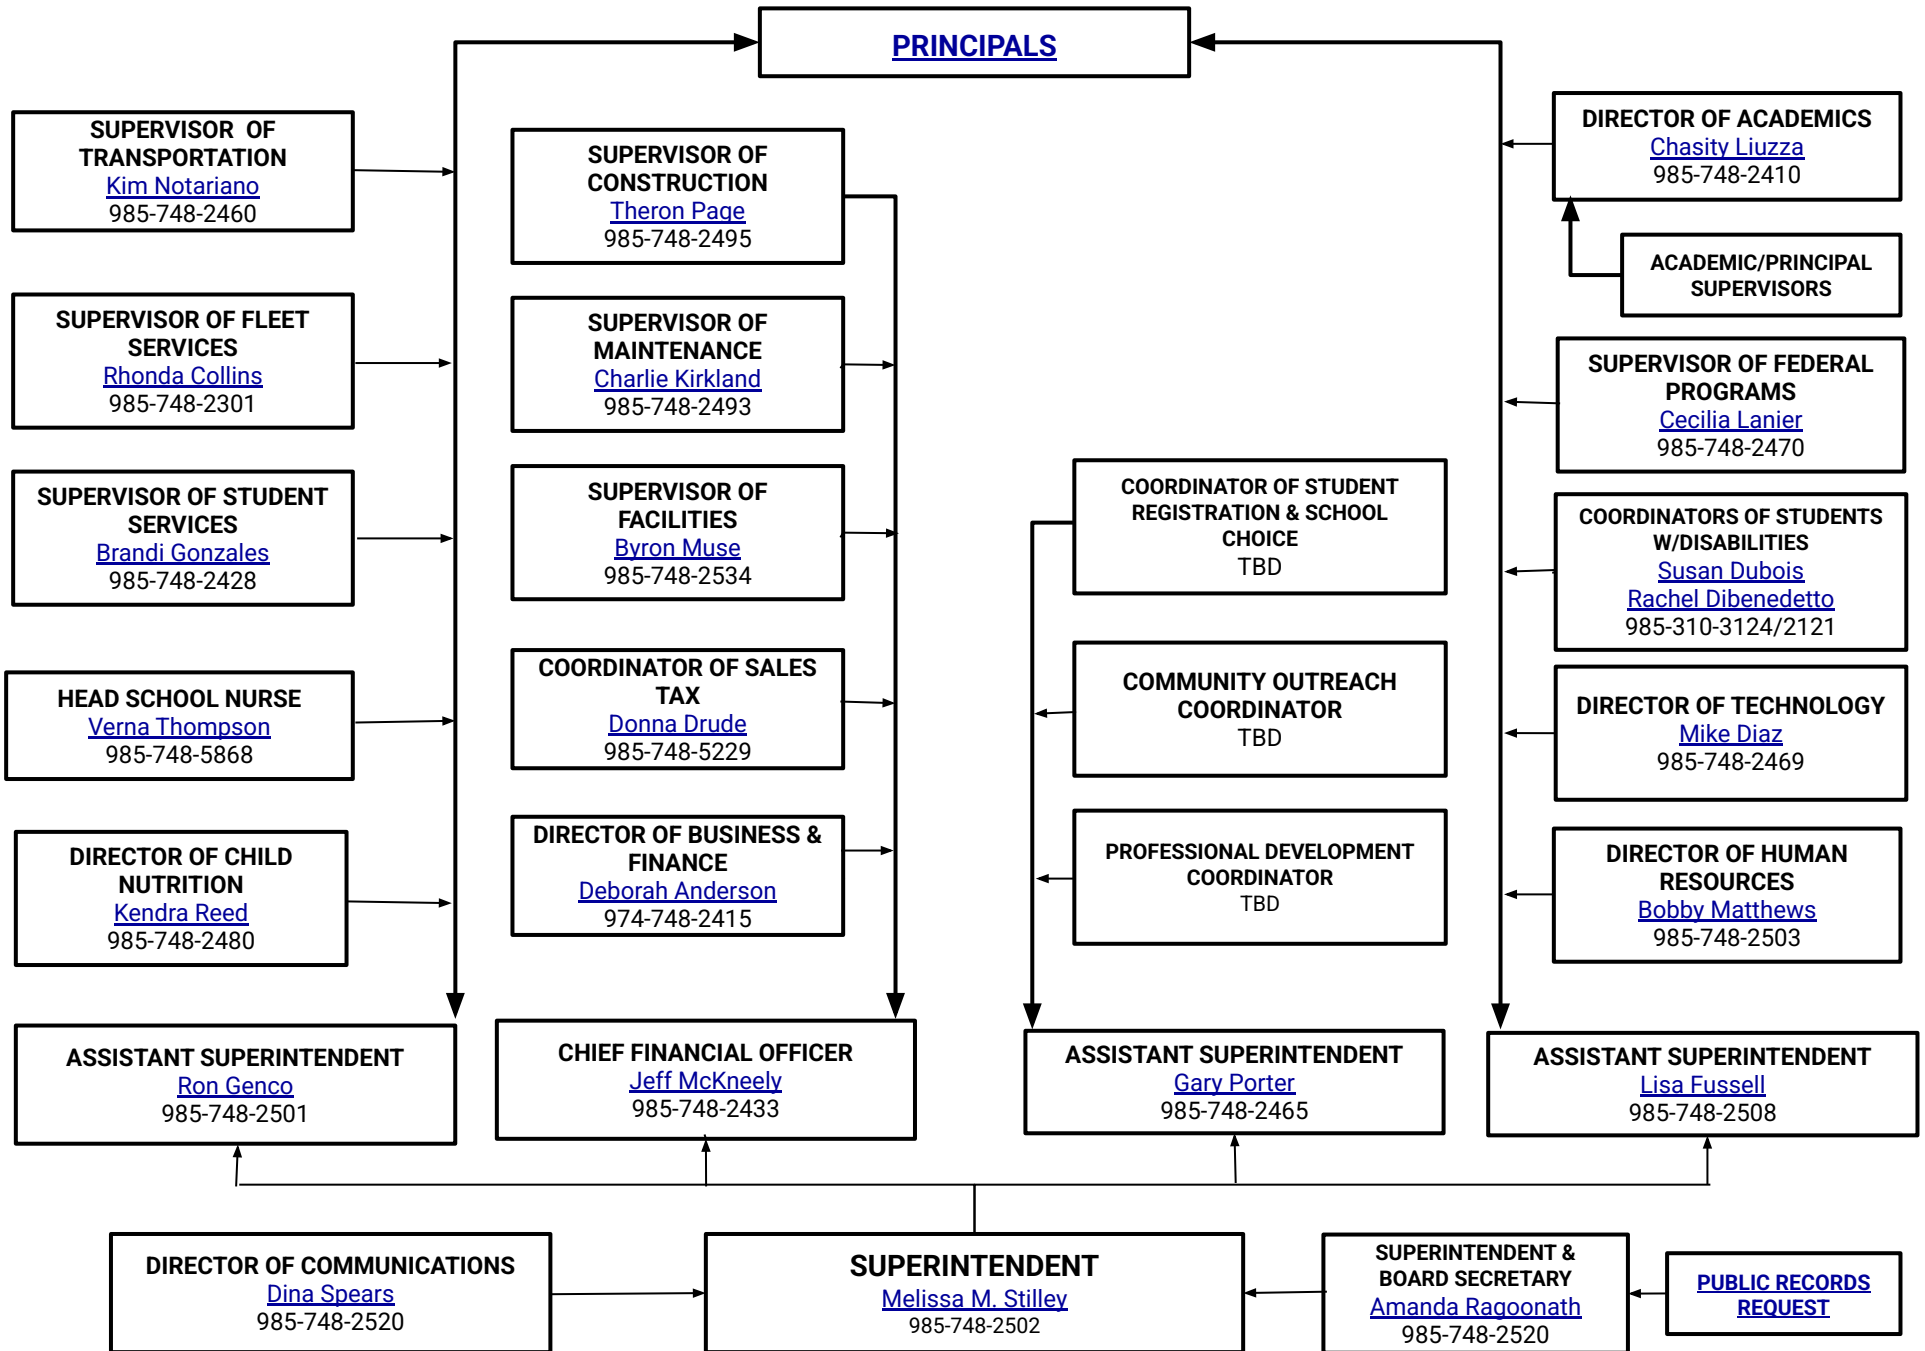 PRINCIPALS
SUPERVISOR OF
TRANSPORTATION
Kim Notariano
985-748-2460
SUPERVISOR OF FLEET
SERVICES
Rhonda Collins
985-748-2301
SUPERVISOR OF STUDENT
SERVICES
Brandi Gonzales
985-748-2428
HEAD SCHOOL NURSE
Verna Thompson
985-748-5868
DIRECTOR OF CHILD
NUTRITION
Kendra Reed
985-748-2480
SUPERVISOR OF
CONSTRUCTION
Theron Page
985-748-2495
SUPERVISOR OF
MAINTENANCE
Charlie Kirkland
985-748-2493
SUPERVISOR OF
FACILITIES
Byron Muse
985-748-2534
COORDINATOR OF SALES
TAX
Donna Drude
985-748-5229
DIRECTOR OF BUSINESS &
FINANCE
Deborah Anderson
974-748-2415
COORDINATOR OF STUDENT
REGISTRATION & SCHOOL
CHOICE
TBD
COMMUNITY OUTREACH
COORDINATOR
TBD
PROFESSIONAL DEVELOPMENT
COORDINATOR
TBD
DIRECTOR OF ACADEMICS
Chasity Liuzza
985-748-2410
ACADEMIC/PRINCIPAL
SUPERVISORS
SUPERVISOR OF FEDERAL
PROGRAMS
Cecilia Lanier
985-748-2470
COORDINATORS OF STUDENTS
W/DISABILITIES
Susan Dubois
Rachel Dibenedetto
985-310-3124/2121
DIRECTOR OF TECHNOLOGY
Mike Diaz
985-748-2469
DIRECTOR OF HUMAN
RESOURCES
Bobby Matthews
985-748-2503
ASSISTANT SUPERINTENDENT
Ron Genco
985-748-2501
CHIEF FINANCIAL OFFICER
Jeff McKneely
985-748-2433
ASSISTANT SUPERINTENDENT
Gary Porter
985-748-2465
ASSISTANT SUPERINTENDENT
Lisa Fussell
985-748-2508
DIRECTOR OF COMMUNICATIONS
Dina Spears
985-748-2520
SUPERINTENDENT
Melissa M. Stilley
985-748-2502
SUPERINTENDENT &
BOARD SECRETARY
Amanda Ragoonath
985-748-2520
PUBLIC RECORDS
REQUEST